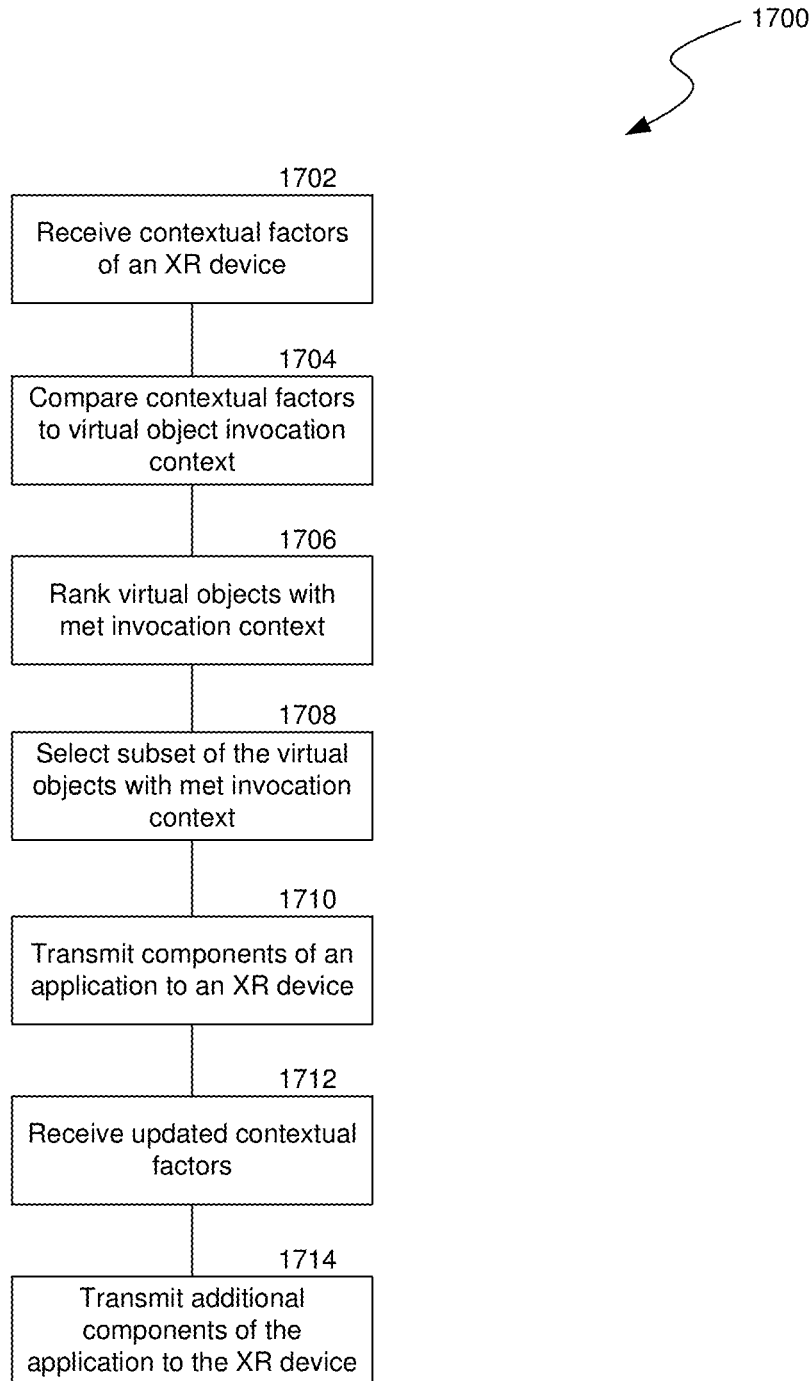 1700
1702
Receive contextual factors
of an XR device
1704
Compare contextual factors
to virtual object invocation
context
1706
Rank virtual objects with
met invocation context
1708
Select subset of the virtual
objects with met invocation
context
1710
Transmit components of an
application to an XR device
1712
Receive updated contextual
factors
1714
Transmit additional
components of the
application to the XR device